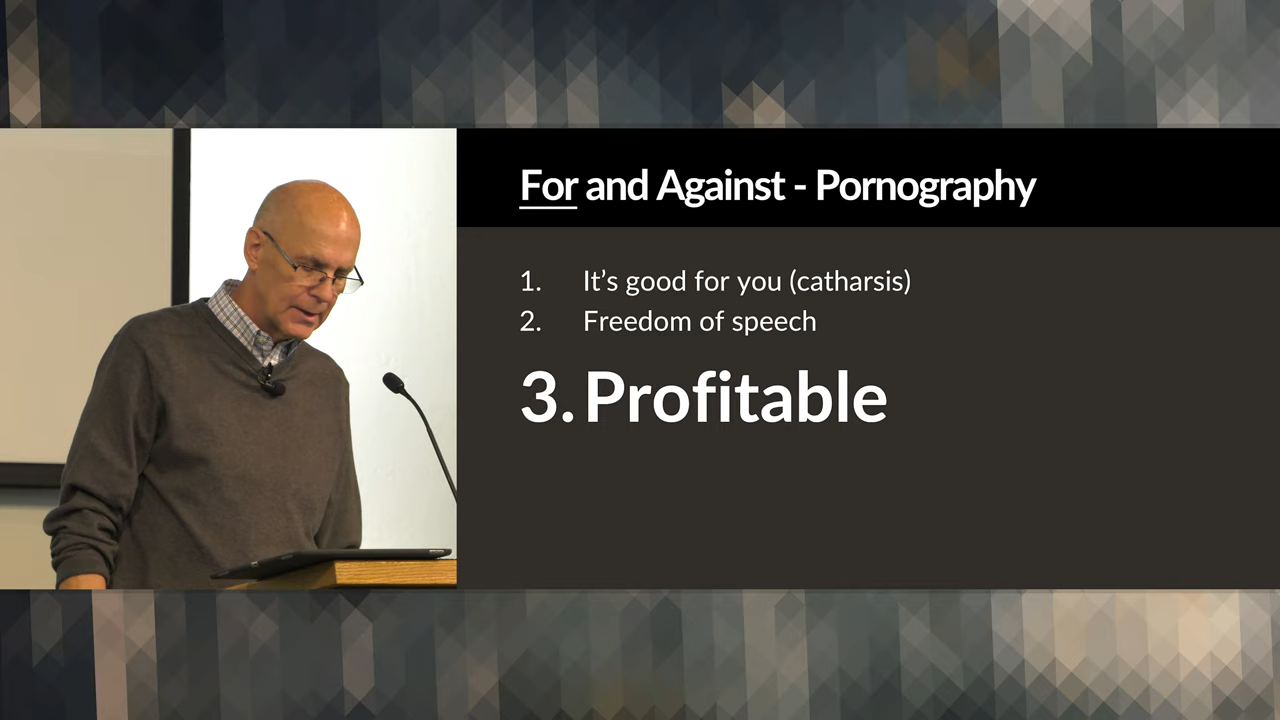 For and Against - Pornography
1. It's good for you (catharsis)
2. Freedom of speech
3. Profitable